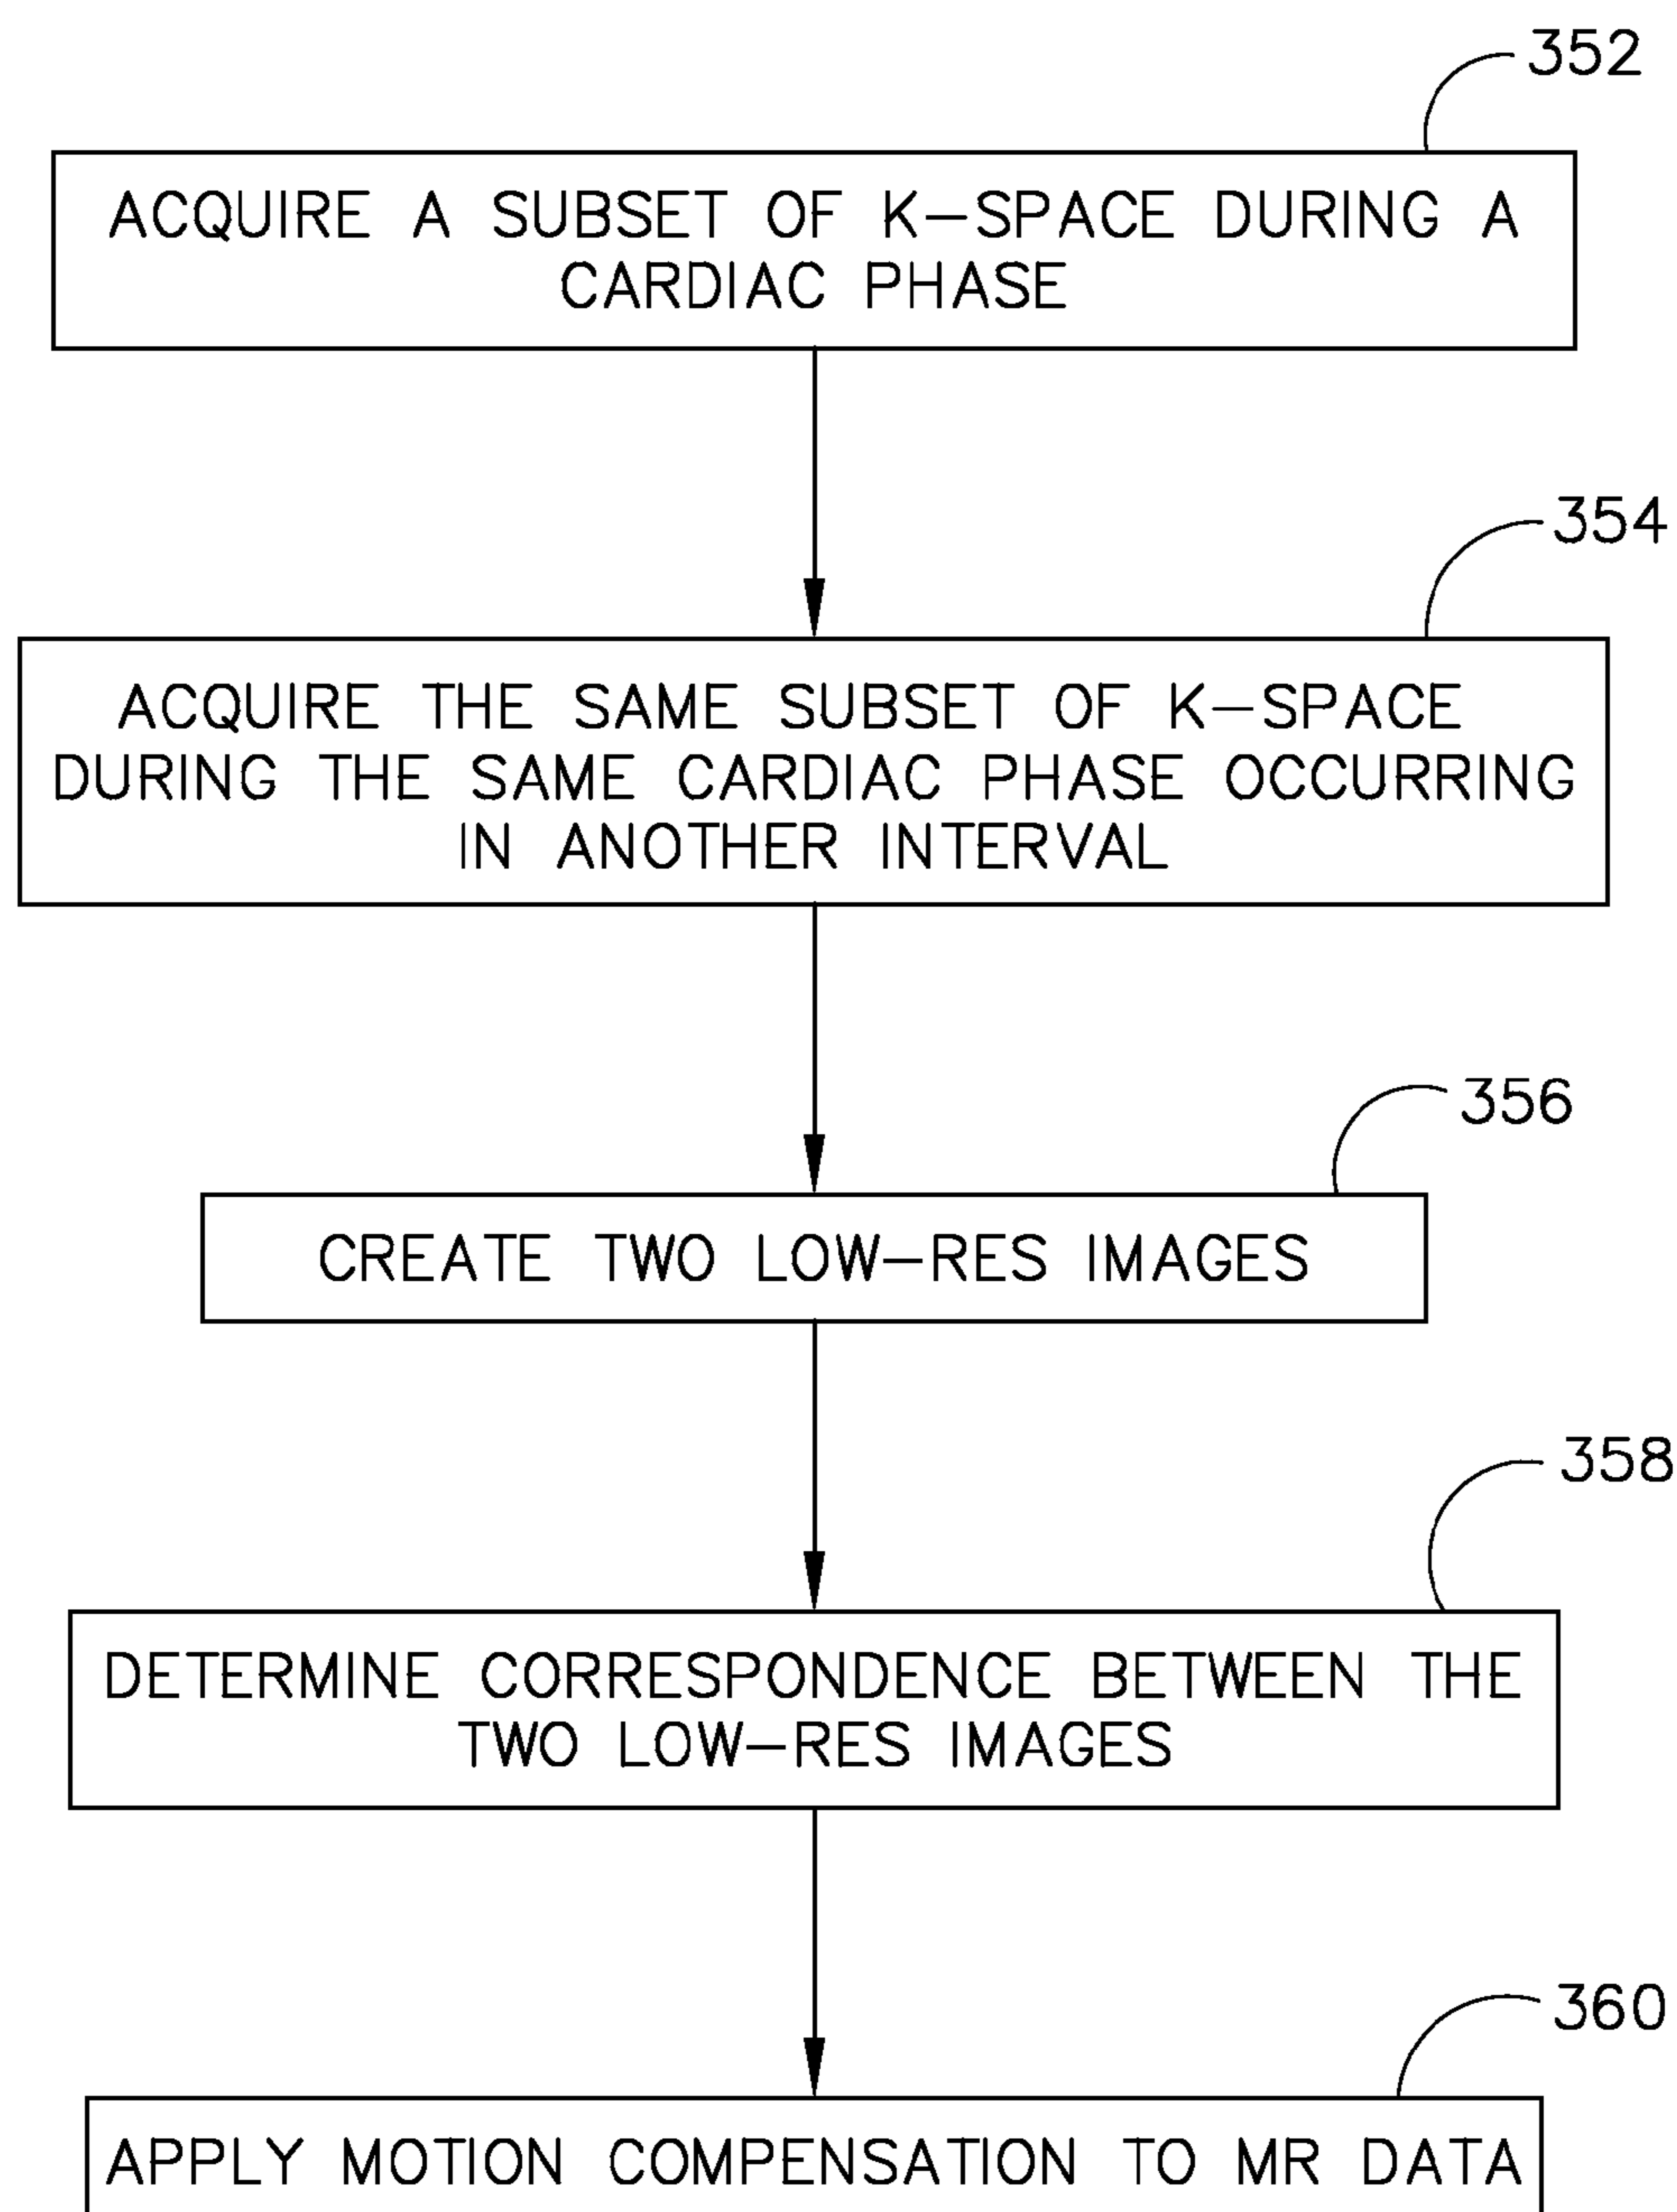 352
ACQUIRE A SUBSET OF K-SPACE DURING A
CARDIAC PHASE
354
ACQUIRE THE SAME SUBSET OF K-SPACE
DURING THE SAME CARDIAC PHASE OCCURRING
IN ANOTHER INTERVAL
356
CREATE TWO LOW-RES IMAGES
358
DETERMINE CORRESPONDENCE BETWEEN THE
TWO LOW-RES IMAGES
360
APPLY MOTION COMPENSATION TO MR DATA